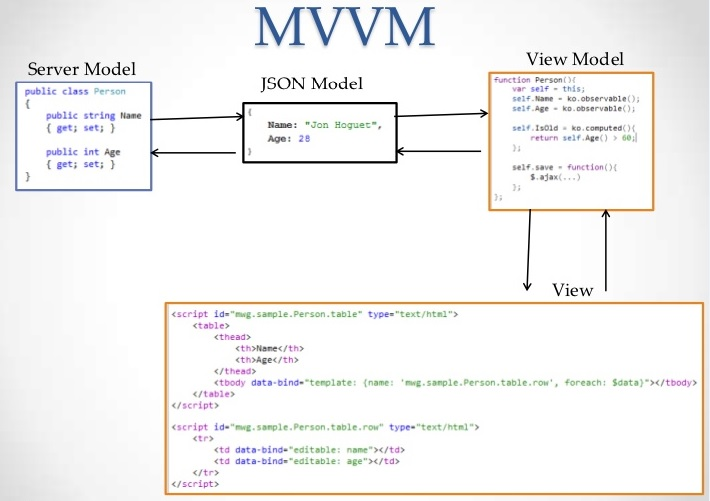 MVVM
Server Model
public class Person
{
public string Name
{ get; set; }
public int Age
{ get; set; }
}
JSON Model
{
Name: "Jon Hoguet",
Age: 28
}
View Model
function Person(){
var self = this;
self.Name = ko.observable();
self.Age = ko.observable();
self.IsOld = ko.computed(){
return self.Age() > 60;
};
self.save = function(){
$.ajax(...)
};
};
View
<script id="mwg.sample.Person.table" type="text/html">
<table>
<thead>
<th>Name</th>
<th>Age</th>
</thead>
<tbody data-bind="template: {name: 'mwg.sample.Person.table.row', foreach: $data}"></tbody>
</table>
</script>
<script id="mwg.sample.Person.table.row" type="text/html">
<tr>
<td data-bind="editable: name"></td>
<td data-bind="editable: age"></td>
</tr>
</script>